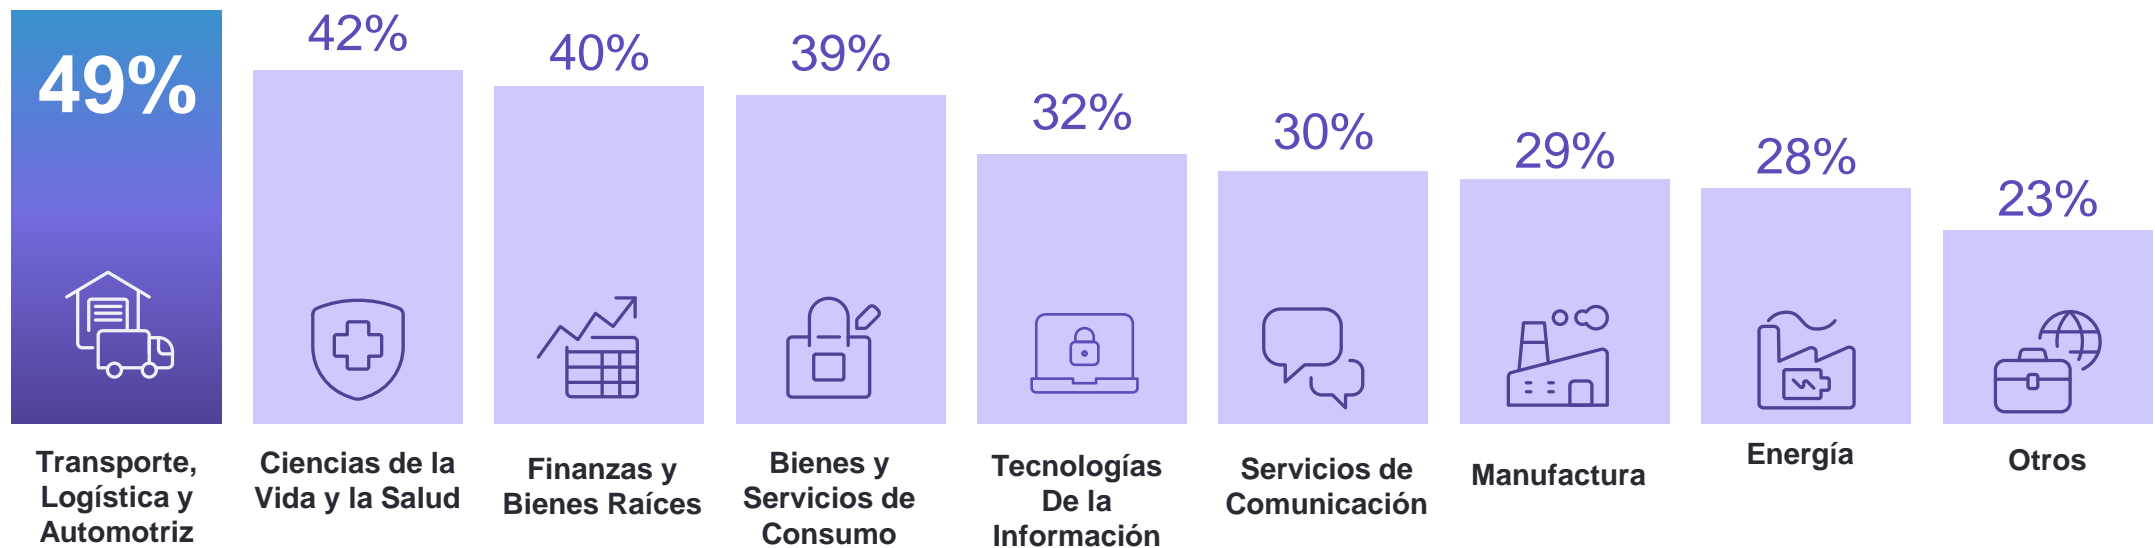 49%
42%
40%
39%
32%
30%
29%
28%
23%
Transporte,
Logística y
Automotriz
Ciencias de la
Vida y la Salud
Finanzas y
Bienes Raíces
Bienes y
Servicios de
Consumo
Tecnologías
De la
Información
Servicios de
Comunicación
Manufactura
Energía
Otros